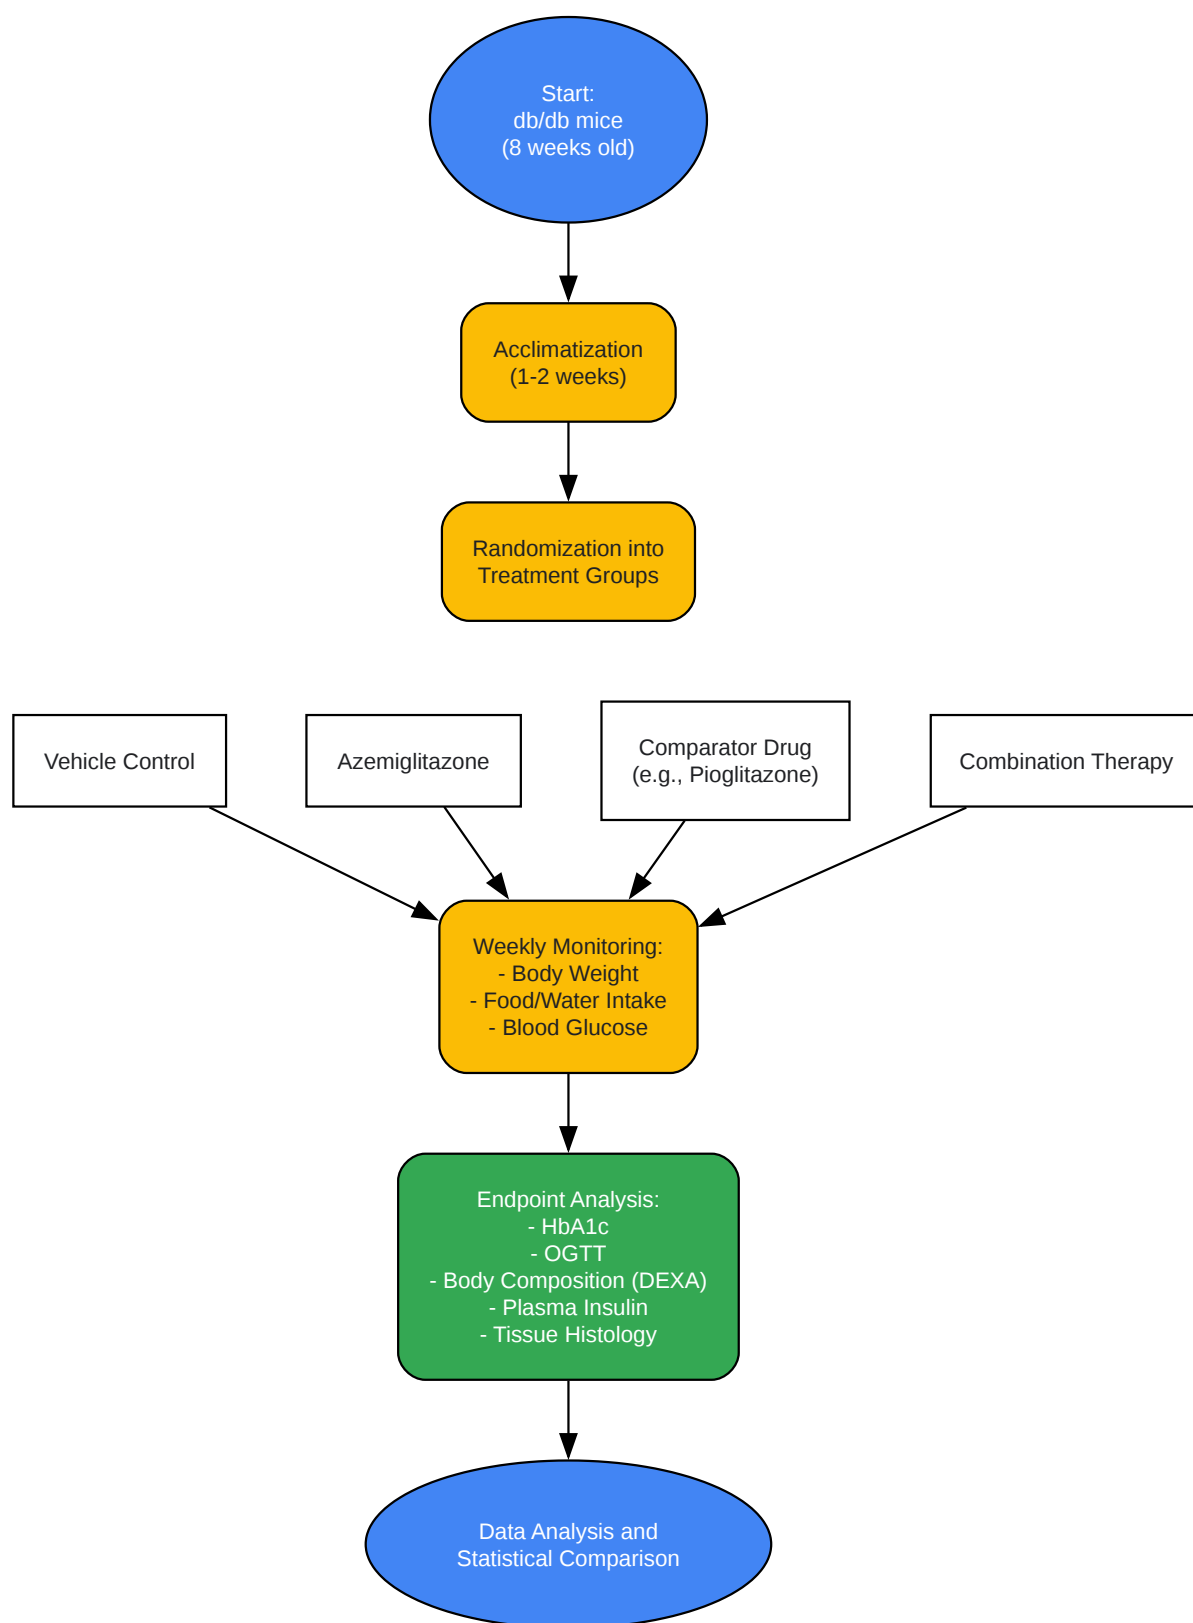 Start:
db/db mice
(8 weeks old)
Acclimatization
(1-2 weeks)
Randomization into
Treatment Groups
Vehicle Control
Azemiglitazone
Comparator Drug
(e.g., Pioglitazone)
Combination Therapy
Weekly Monitoring:
- Body Weight
- Food/Water Intake
- Blood Glucose
Endpoint Analysis:
- HbA1c
- OGTT
- Body Composition (DEXA)
- Plasma Insulin
- Tissue Histology
Data Analysis and
Statistical Comparison